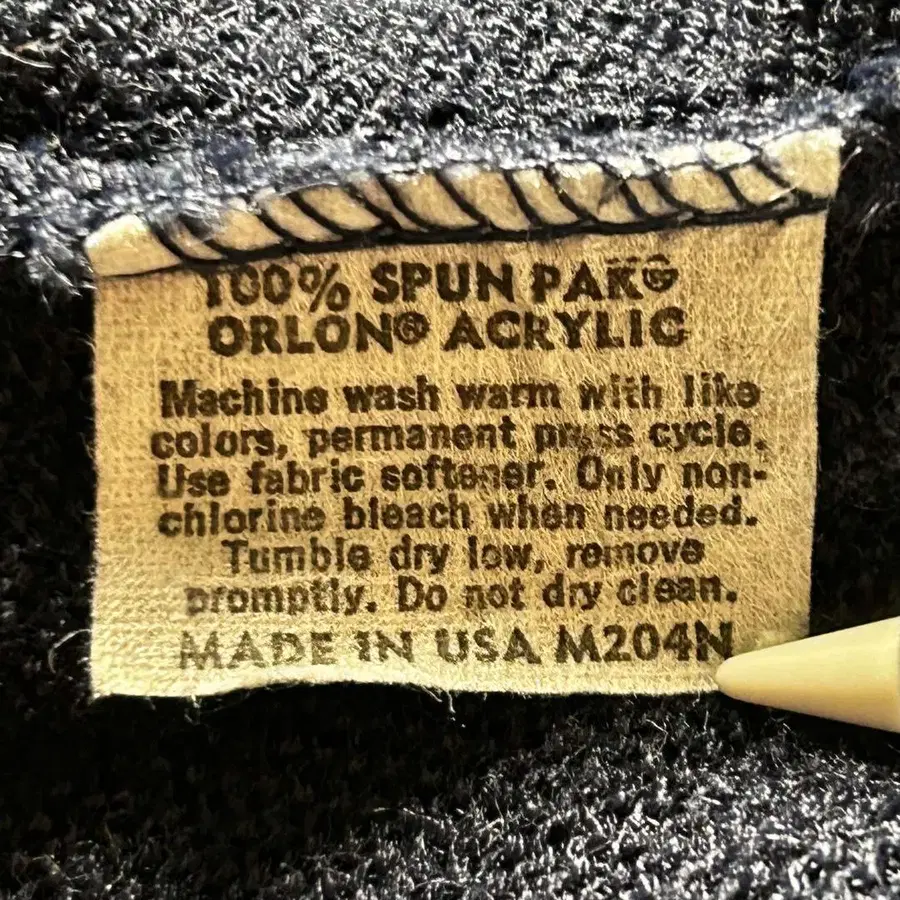 100% SPUN PAK®
ORLON® ACRYLIC
Machine wash warm with like
colors, permanent press cycle.
Use fabric softener. Only non-
chlorine bleach when needed.
Tumble dry low, remove
promptly. Do not dry clean.
MADE IN USA M204N